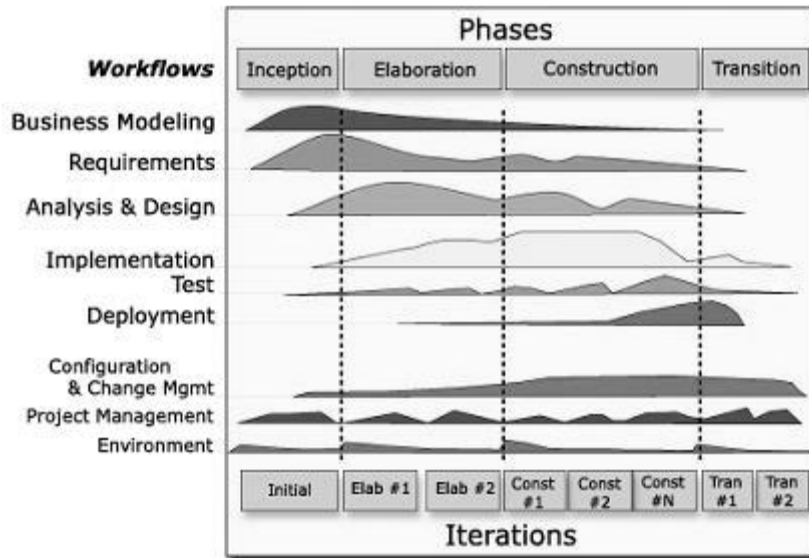 Phases
Workflows
Inception
Elaboration
Construction
Transition
Business Modeling
Requirements
Analysis & Design
Implementation
Test
Deployment
Configuration
& Change Mgmt
Project Management
Environment
Initial
Elab #1
Elab #2
Const
#1
Const
#2
Const
#N
Tran
#1
Tran
#2
Iterations